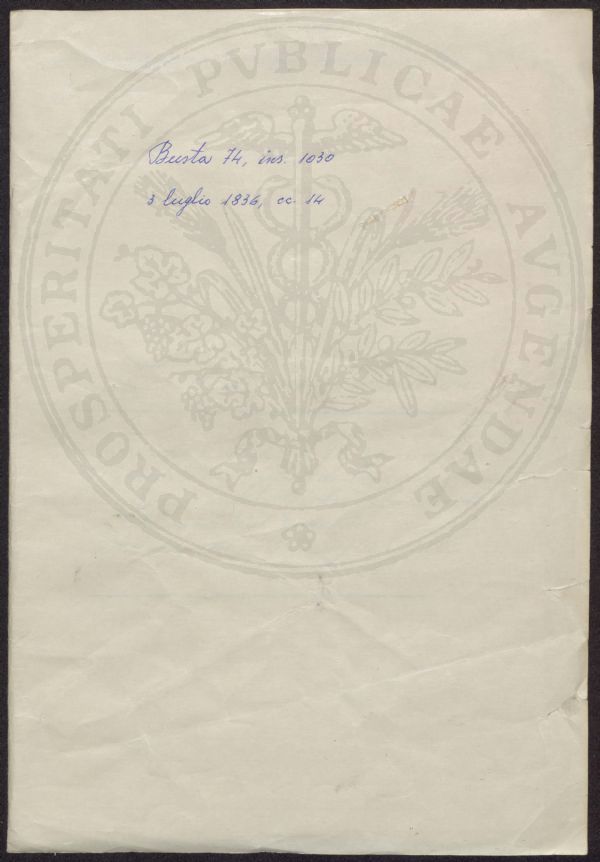 PROSPERITATI PVBLICAE AVGENDAE
Busta 74, ins. 1030
3 luglio 1836, cc. 14